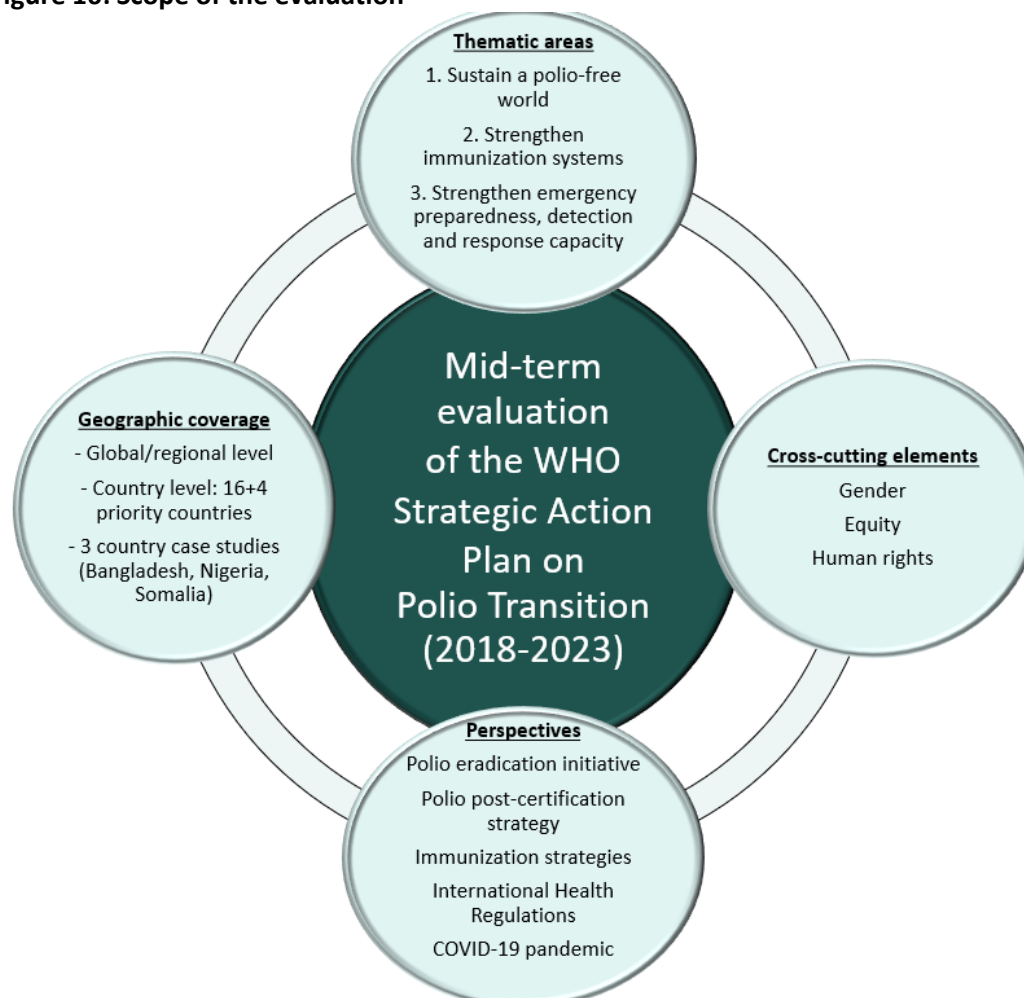 Figure 10: Scope of the evaluation
Thematic areas
1. Sustain a polio-free
world
2. Strengthen
immunization systems
3. Strengthen emergency
preparedness, detection
and response capacity
Mid-term
evaluation
of the WHO
Strategic Action
Plan on
Polio Transition
(2018-2023)
Geographic coverage
- Global/regional level
- Country level: 16+4
priority countries
- 3 country case studies
(Bangladesh, Nigeria,
Somalia)
Cross-cutting elements
Gender
Equity
Human rights
Perspectives
Polio eradication initiative
Polio post-certification
strategy
Immunization strategies
International Health
Regulations
COVID-19 pandemic